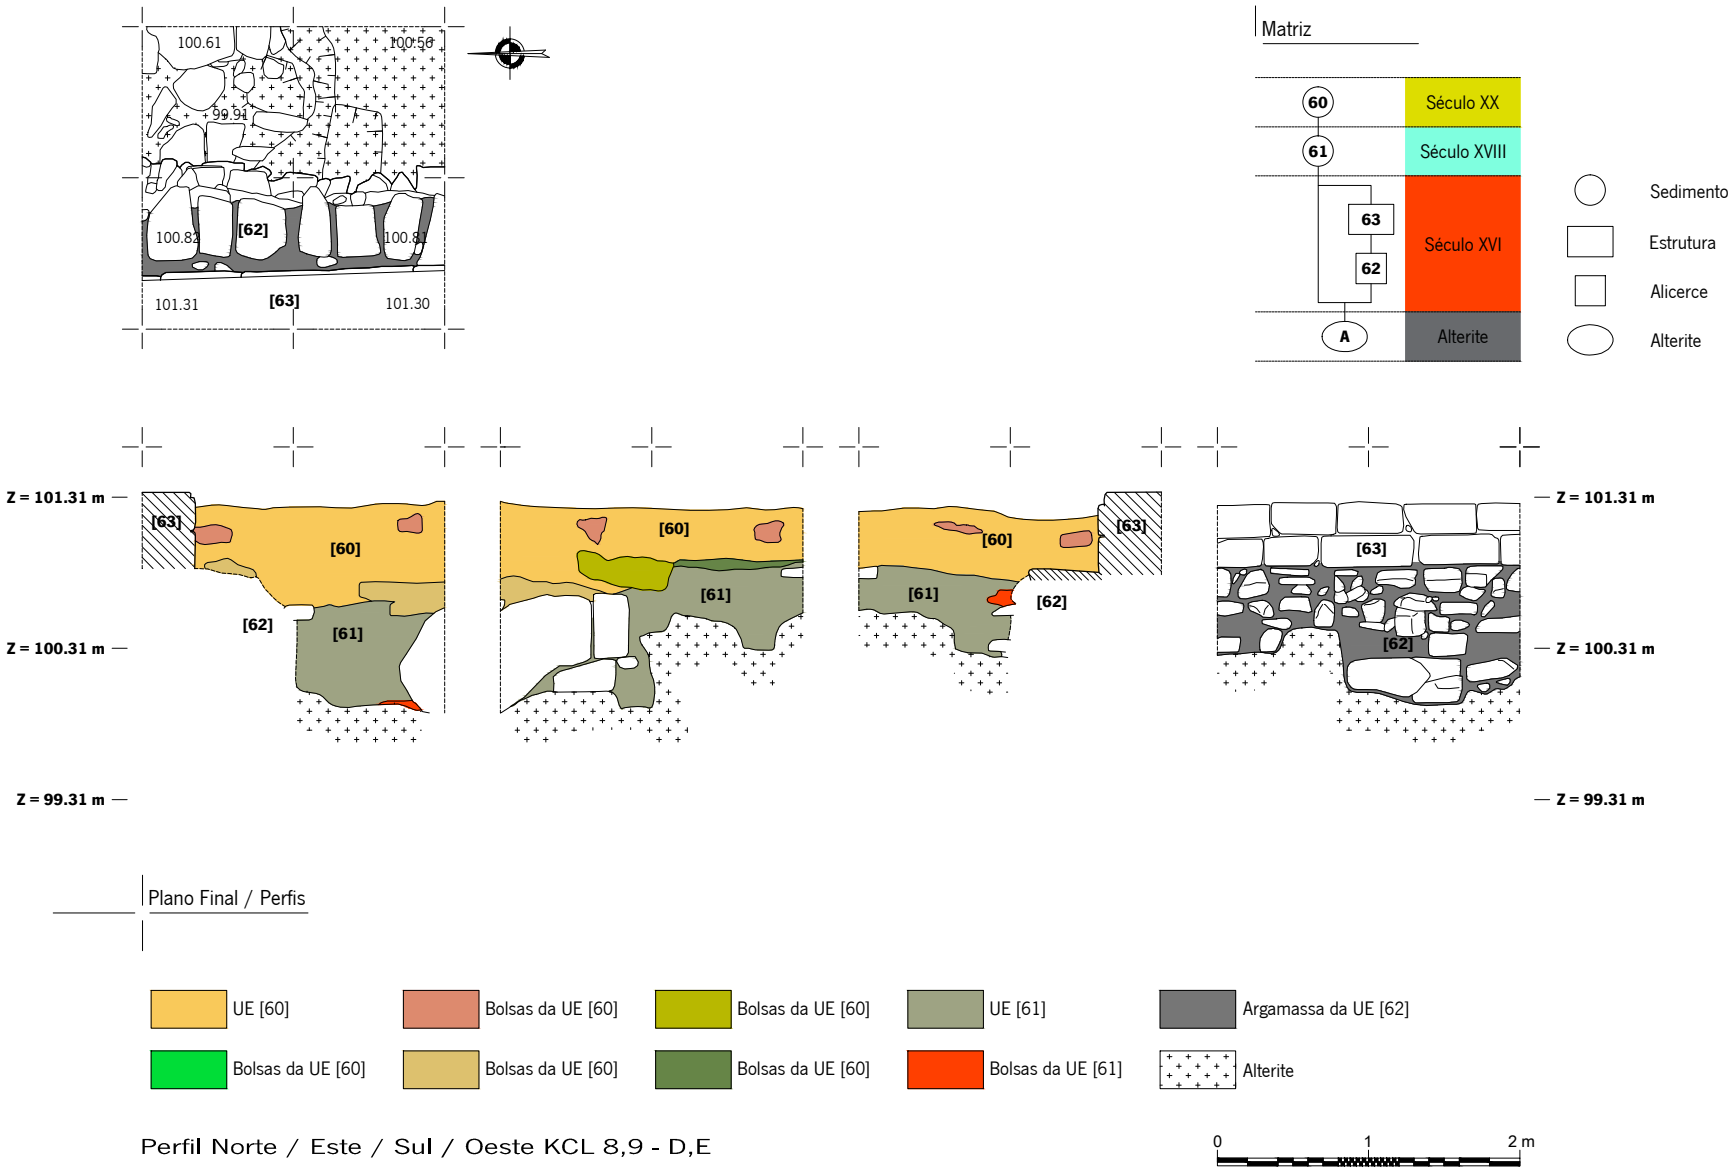 100.61
100.56
99.91
[62]
100.82
100.81
101.31
[63]
101.30
Matriz
60
Século XX
61
Século XVIII
63
Século XVI
62
A
Alterite
Sedimento
Estrutura
Alicerce
Alterite
Z = 101.31 m
Z = 100.31 m
Z = 99.31 m
[63]
[60]
[62]
[61]
[60]
[61]
[60]
[63]
[61]
[62]
[63]
[62]
Z = 101.31 m
Z = 100.31 m
Z = 99.31 m
Plano Final / Perfis
UE [60]
Bolsas da UE [60]
Bolsas da UE [60]
UE [61]
Argamassa da UE [62]
Bolsas da UE [60]
Bolsas da UE [60]
Bolsas da UE [60]
Bolsas da UE [61]
Alterite
Perfil Norte / Este / Sul / Oeste KCL 8,9 - D,E
0 1 2 m